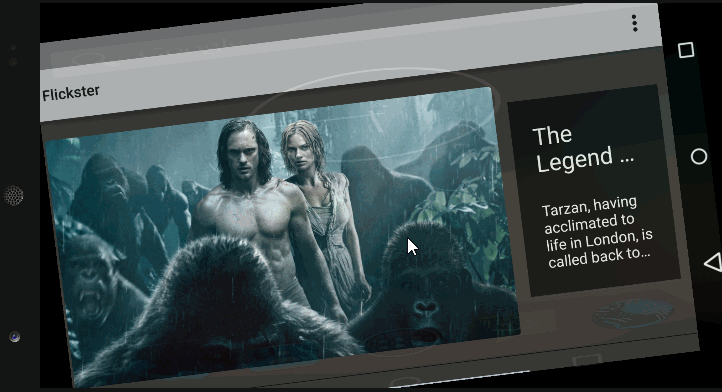 Flickster
The
Legend ...
Tarzan, having
acclimated to
life in London, is
called back to...